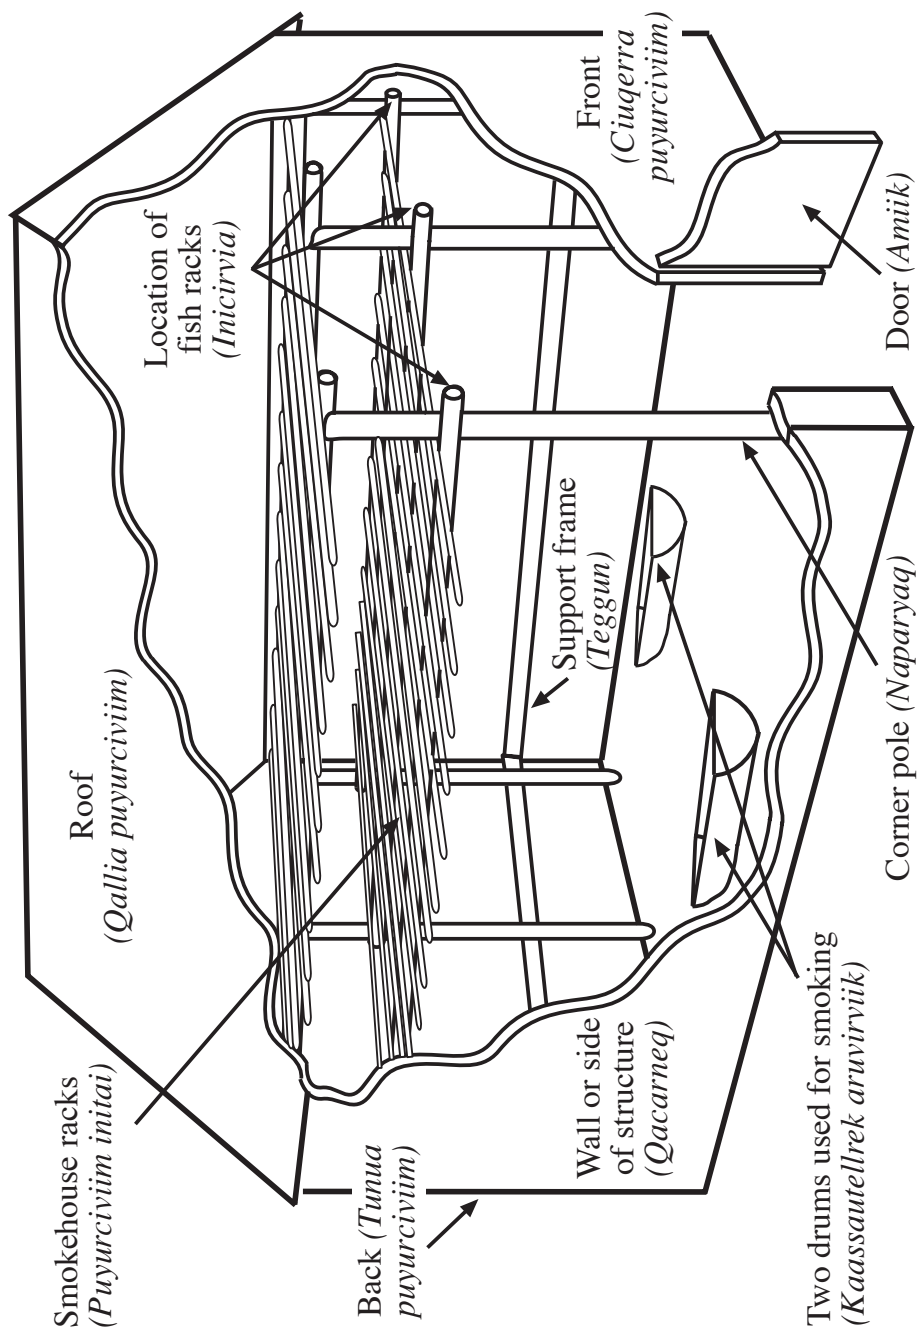 Smokehouse racks
(Puyurciviim initai)
Roof
(Qallia puyurciviim)
Location of
fish racks
(Inicirvia)
Front
(Ciuqerra
puyurciviim)
Back (Tunua
puyurciviim)
Wall or side
of structure
(Qacarneq)
Support frame
(Teggun)
Two drums used for smoking
(Kaassautellrek aruvirviik)
Corner pole (Naparyaq)
Door (Amiik)